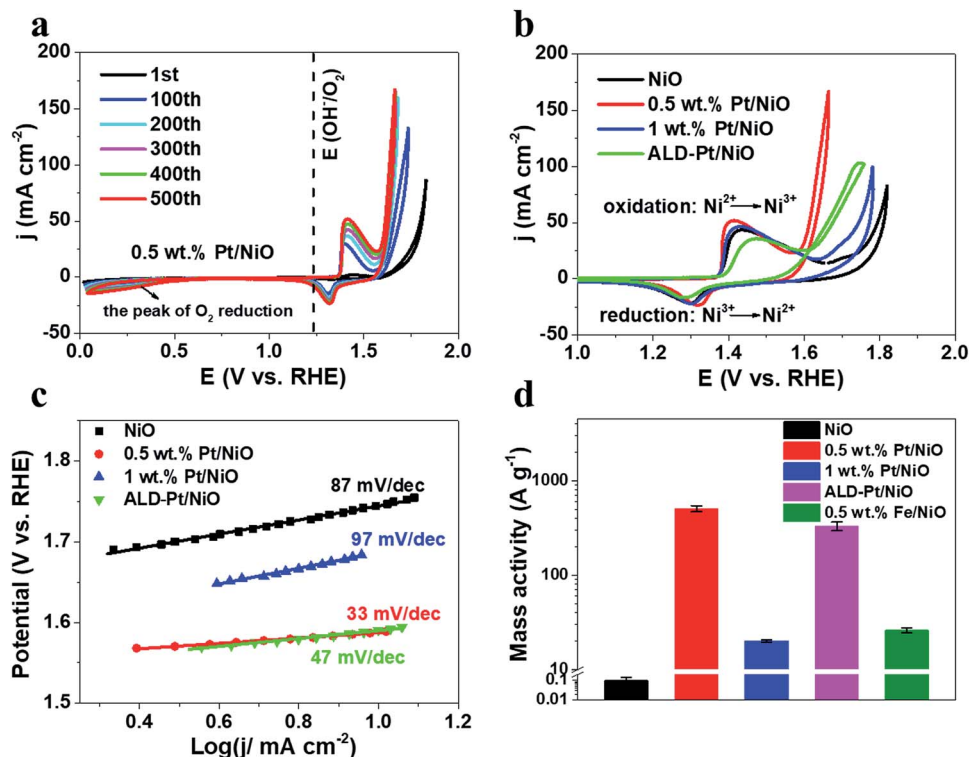 a
200
150
100
50
0
-50
j (mA cm⁻²)
1st
100th
200th
300th
400th
500th
E (OH⁻/O₂)
0.5 wt.% Pt/NiO
the peak of O₂ reduction
0.0 0.5 1.0 1.5 2.0
E (V vs. RHE)
b
200
150
100
50
0
-50
j (mA cm⁻²)
NiO
0.5 wt.% Pt/NiO
1 wt.% Pt/NiO
ALD-Pt/NiO
oxidation: Ni²⁺→Ni³⁺
reduction: Ni³⁺→Ni²⁺
1.0 1.2 1.4 1.6 1.8 2.0
E (V vs. RHE)
c
1.8
1.7
1.6
1.5
Potential (V vs. RHE)
NiO
0.5 wt.% Pt/NiO
1 wt.% Pt/NiO
ALD-Pt/NiO
87 mV/dec
97 mV/dec
33 mV/dec
47 mV/dec
0.4 0.6 0.8 1.0 1.2
Log(j/ mA cm⁻²)
d
1000
100
10
0.1
0.01
Mass activity (A g⁻¹)
NiO
0.5 wt.% Pt/NiO
1 wt.% Pt/NiO
ALD-Pt/NiO
0.5 wt.% Fe/NiO